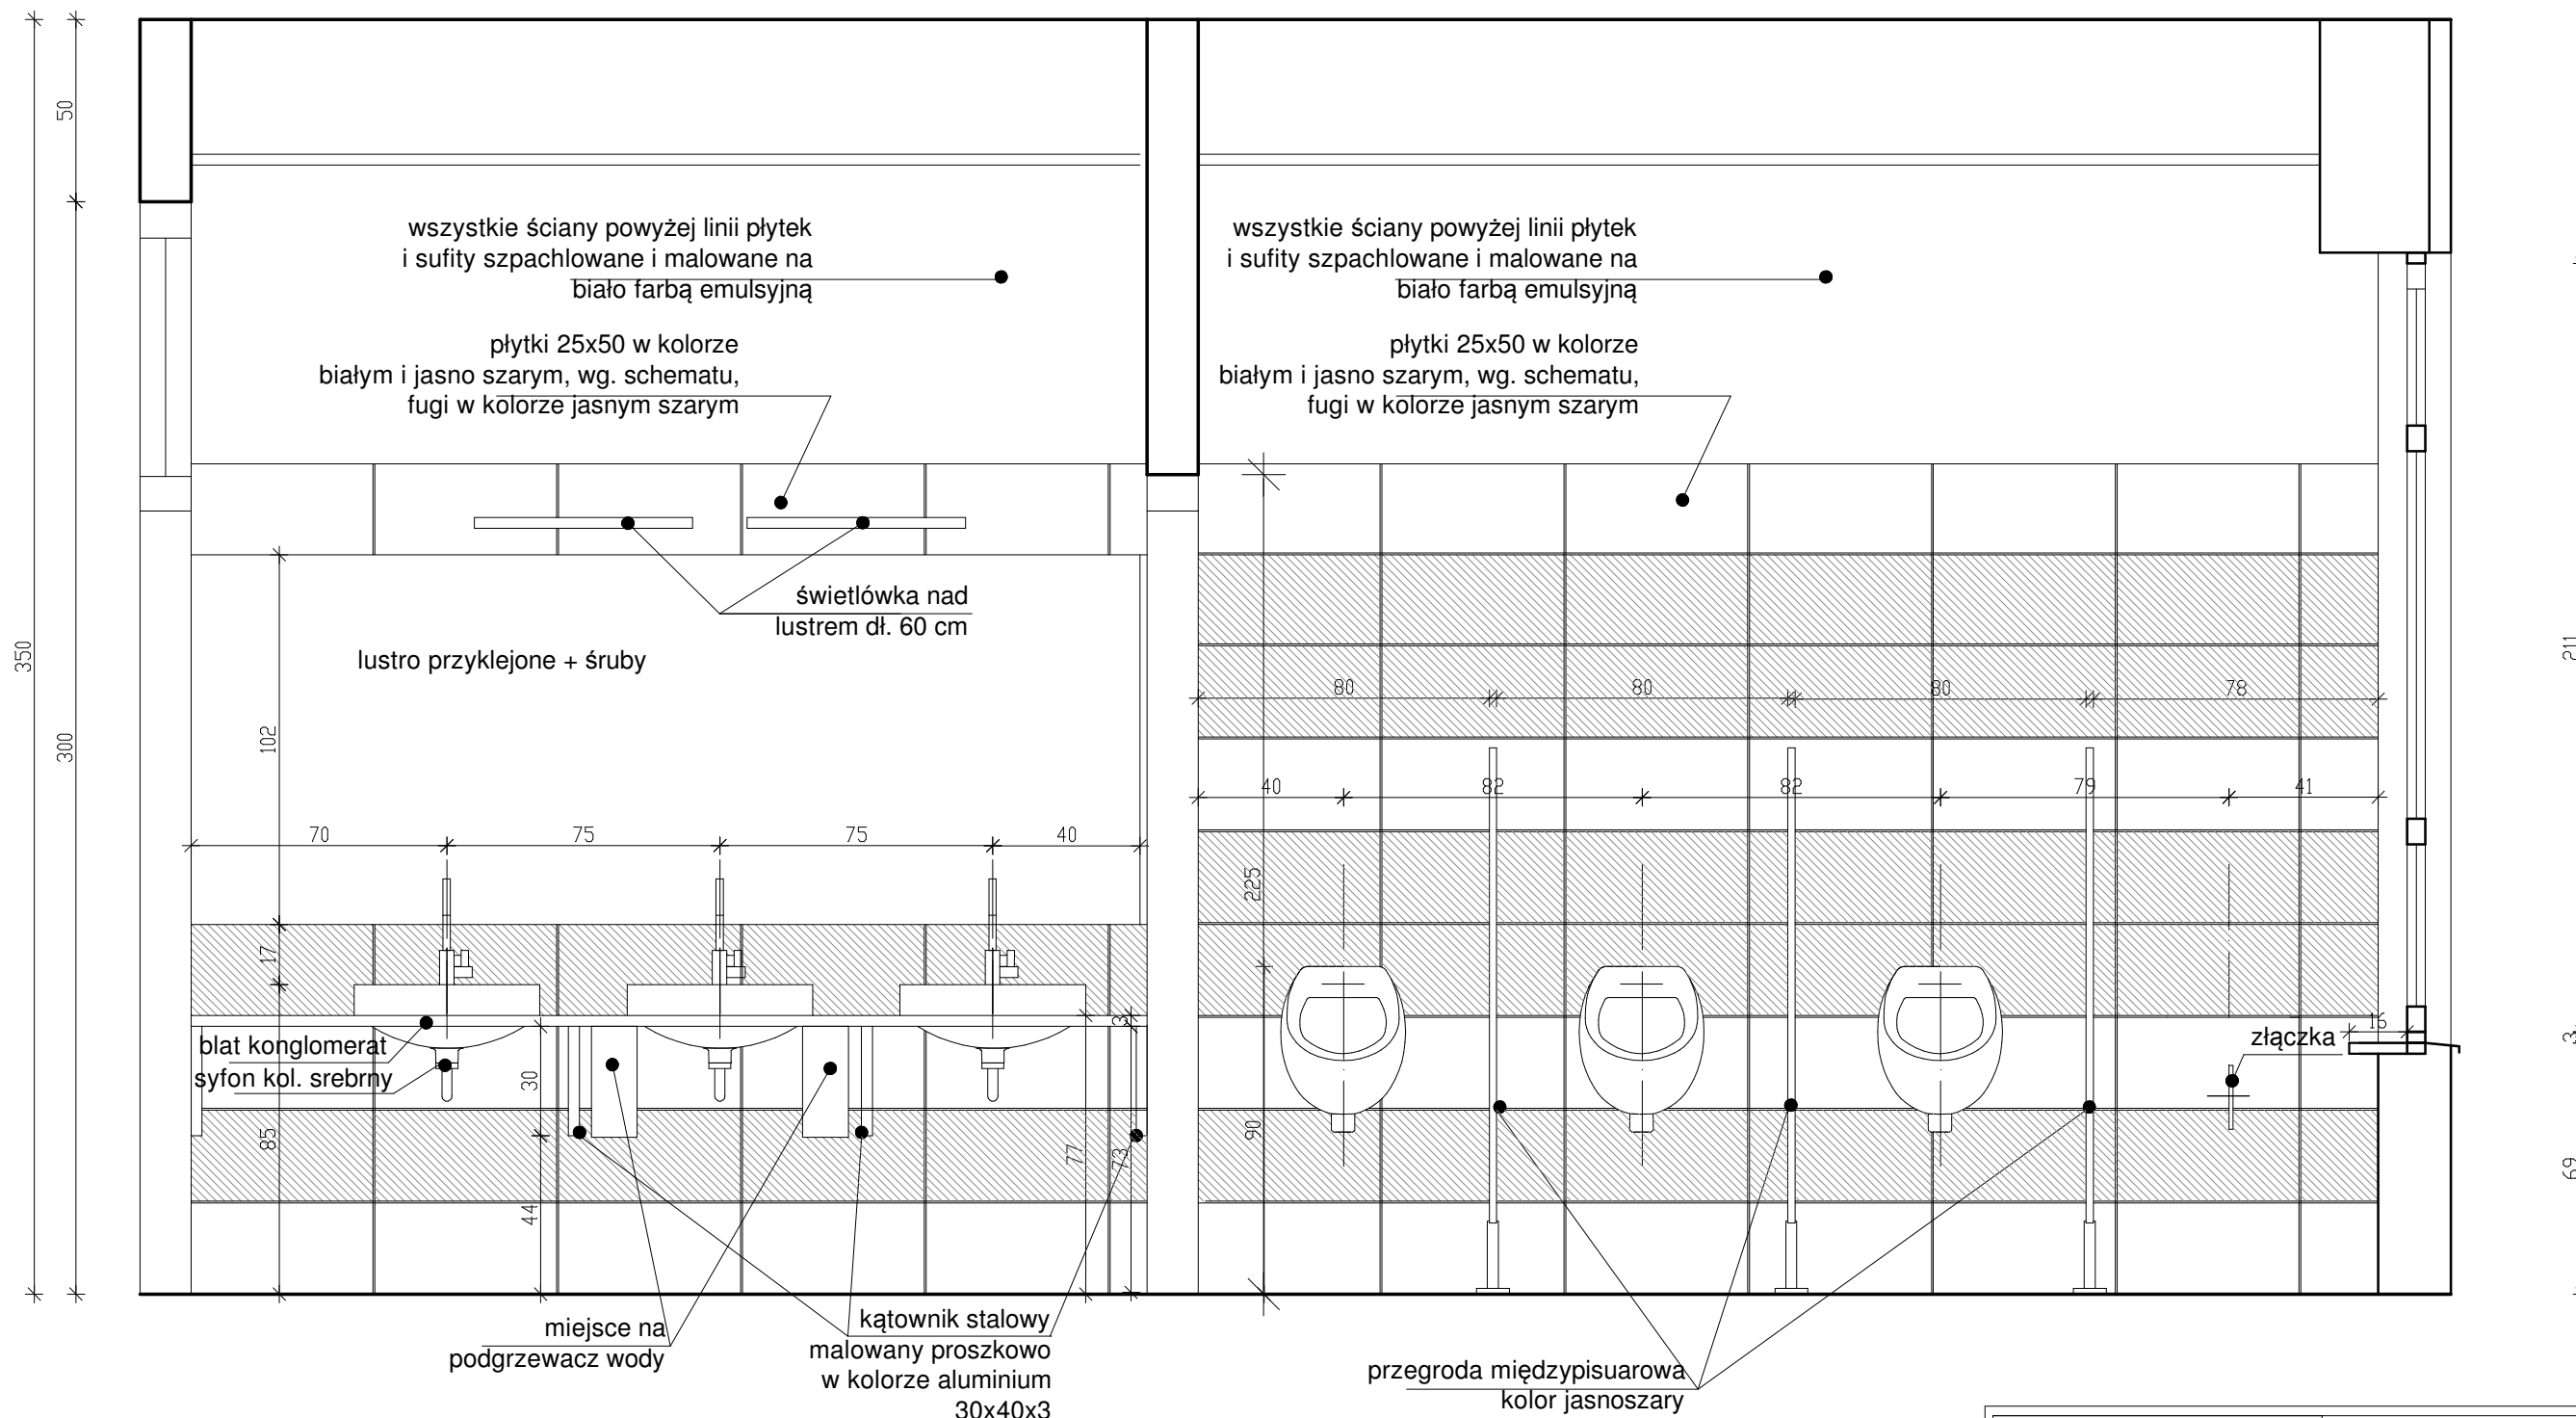 50
350
300
wszystkie ściany powyżej linii płytek
i sufity szpachlowane i malowane na
biało farbą emulsyjną
płytki 25x50 w kolorze
białym i jasno szarym, wg. schematu,
fugi w kolorze jasnym szarym
świetlówka nad
lustrem dł. 60 cm
lustro przyklejone + śruby
102
70
75
75
40
17
blat konglomerat
syfon kol. srebrny
85
30
44
3
77
73
miejsce na
podgrzewacz wody
kątownik stalowy
malowany proszkowo
w kolorze aluminium
30x40x3
wszystkie ściany powyżej linii płytek
i sufity szpachlowane i malowane na
biało farbą emulsyjną
płytki 25x50 w kolorze
białym i jasno szarym, wg. schematu,
fugi w kolorze jasnym szarym
80
80
80
78
40
82
82
79
41
225
90
złączka
16
przegroda międzypisuarowa
kolor jasnoszary
211
69